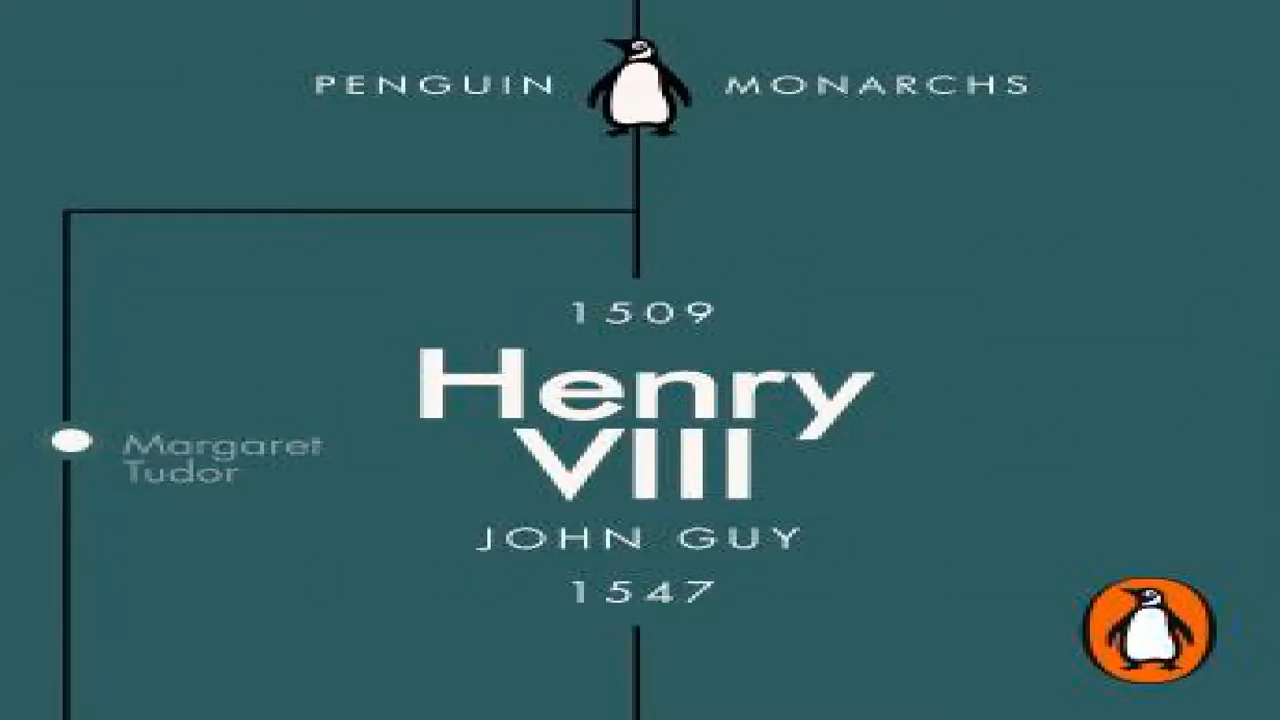 PENGUIN MONARCHS
1509
Henry
VIII
Margaret
Tudor
JOHN GUY
1547